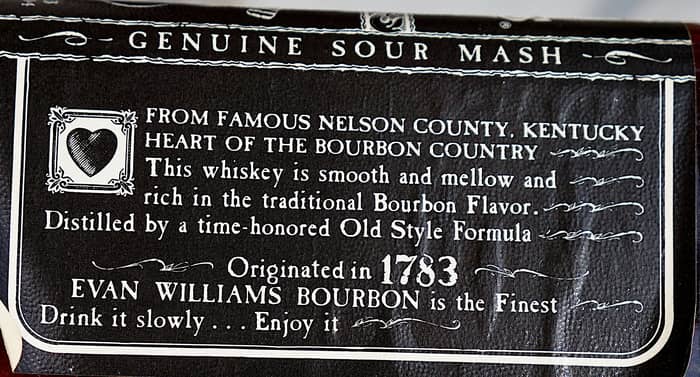 - GENUINE SOUR MASH -
FROM FAMOUS NELSON COUNTY, KENTUCKY
HEART OF THE BOURBON COUNTRY
This whiskey is smooth and mellow and
rich in the traditional Bourbon Flavor.
Distilled by a time-honored Old Style Formula
Originated in 1783
EVAN WILLIAMS BOURBON is the Finest
Drink it slowly . . . Enjoy it